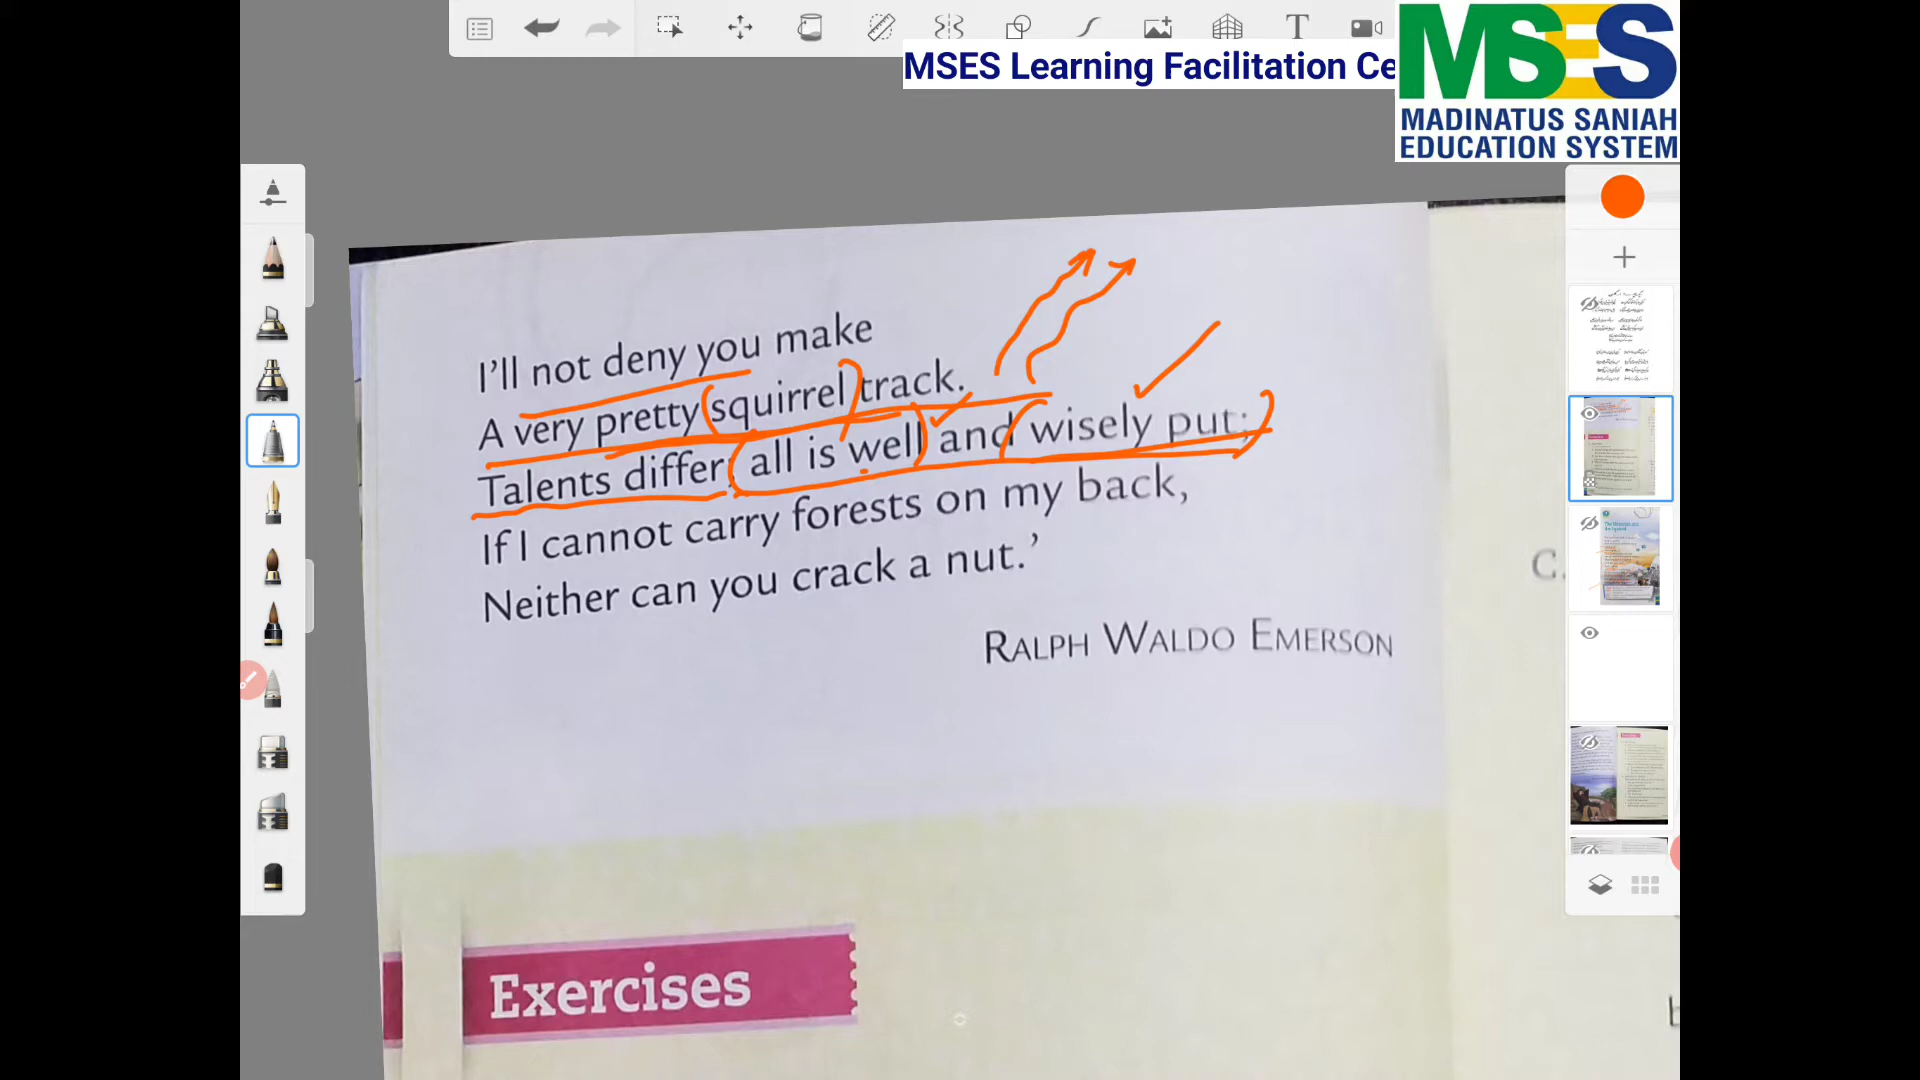 MSES Learning Facilitation Ce
MSES
MADINATUS SANIAH
EDUCATION SYSTEM
I'll not deny you make
A very pretty squirrel track.
Talents differ; all is well and wisely put;
If I cannot carry forests on my back,
Neither can you crack a nut.'
RALPH WALDO EMERSON
C.
Exercises
b